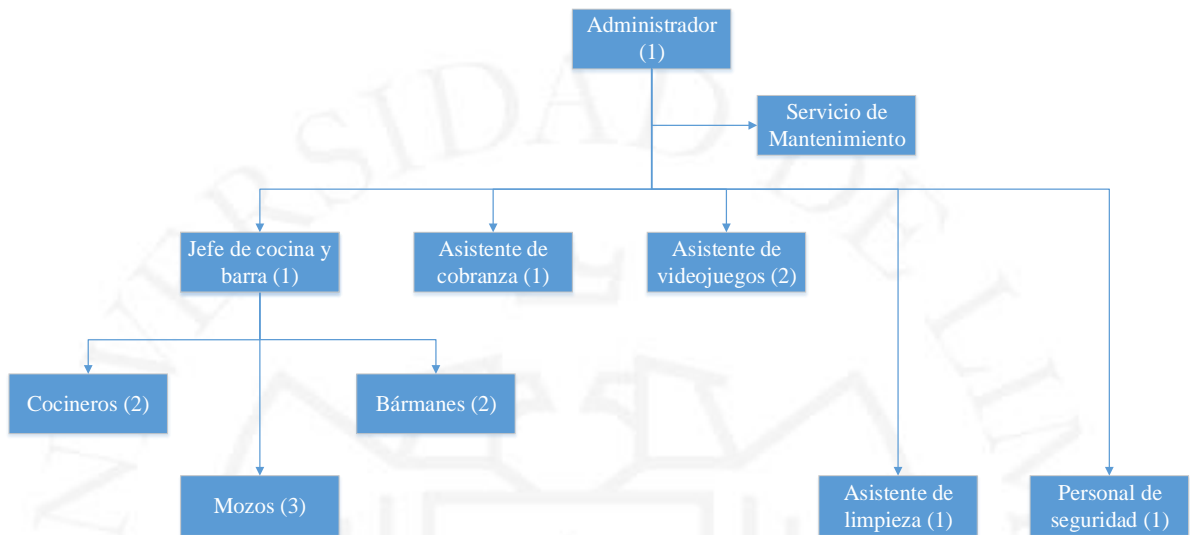 Administrador
(1)
Servicio de
Mantenimiento
Jefe de cocina y
barra (1)
Asistente de
cobranza (1)
Asistente de
videojuegos (2)
Cocineros (2)
Bármanes (2)
Mozos (3)
Asistente de
limpieza (1)
Personal de
seguridad (1)